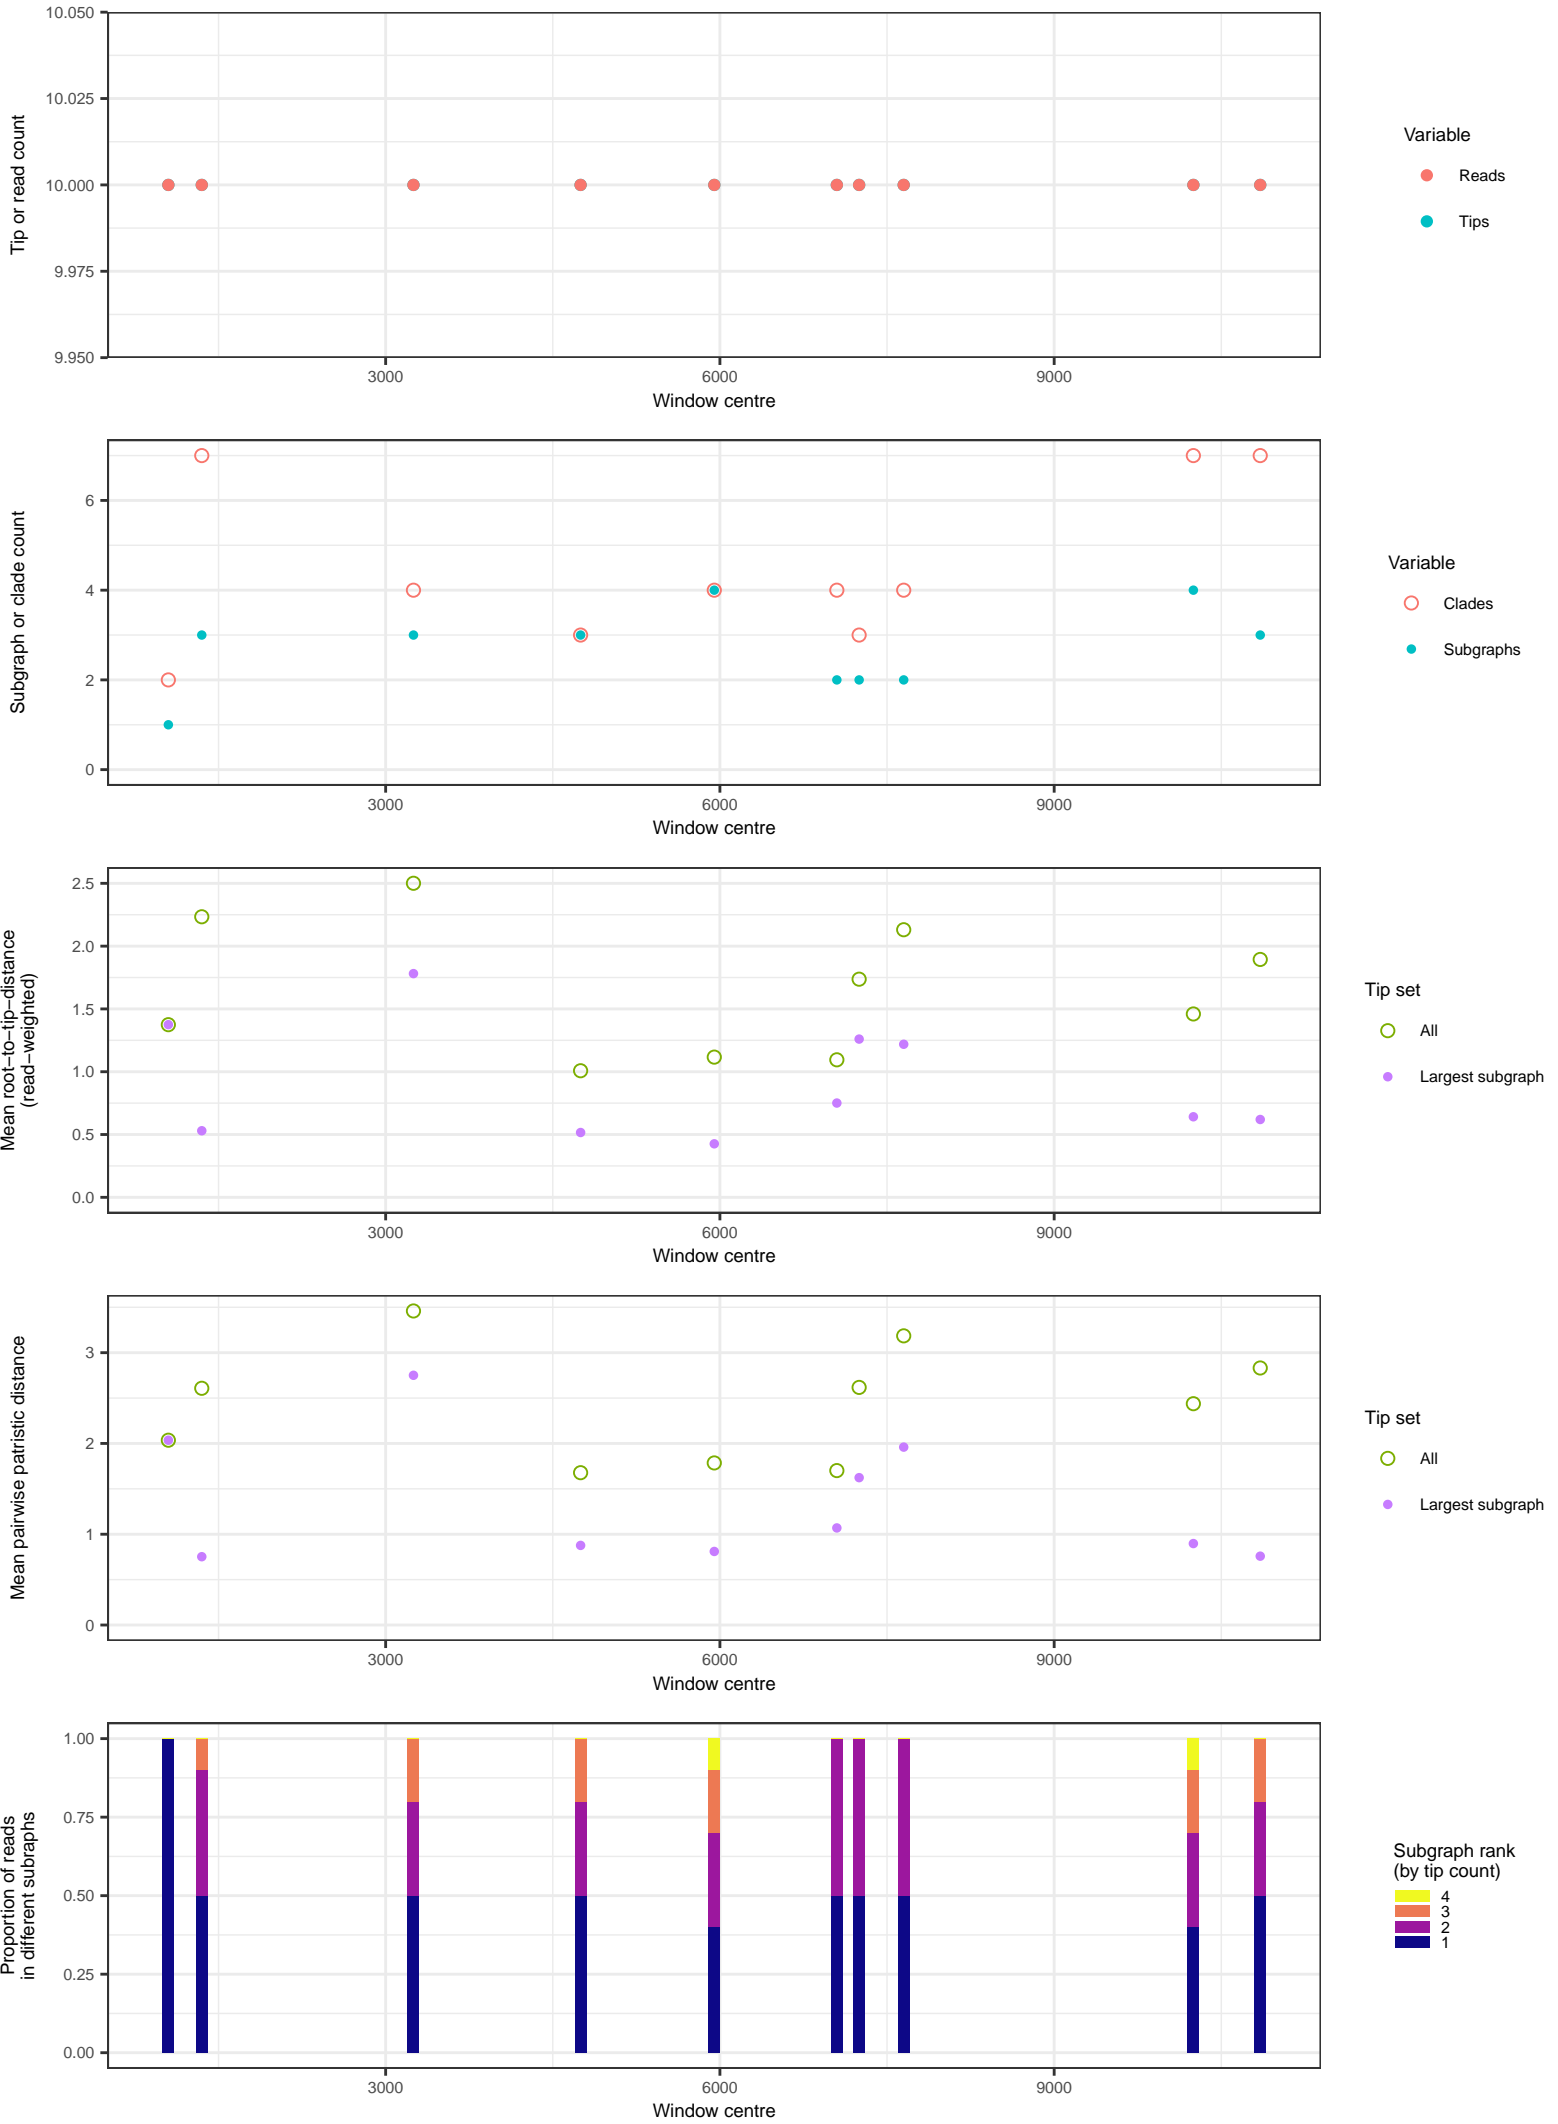 10.050
10.025
10.000
9.975
9.950
Tip or read count
3000
6000
9000
Window centre
Variable
Reads
Tips
6
4
2
0
Subgraph or clade count
3000
6000
9000
Window centre
Variable
Clades
Subgraphs
2.5
2.0
1.5
1.0
0.5
0.0
Mean root−to−tip−distance
(read−weighted)
3000
6000
9000
Window centre
Tip set
All
Largest subgraph
3
2
1
0
Mean pairwise patristic distance
3000
6000
9000
Window centre
Tip set
All
Largest subgraph
1.00
0.75
0.50
0.25
0.00
Proportion of reads
in different subraphs
3000
6000
9000
Window centre
Subgraph rank
(by tip count)
4
3
2
1